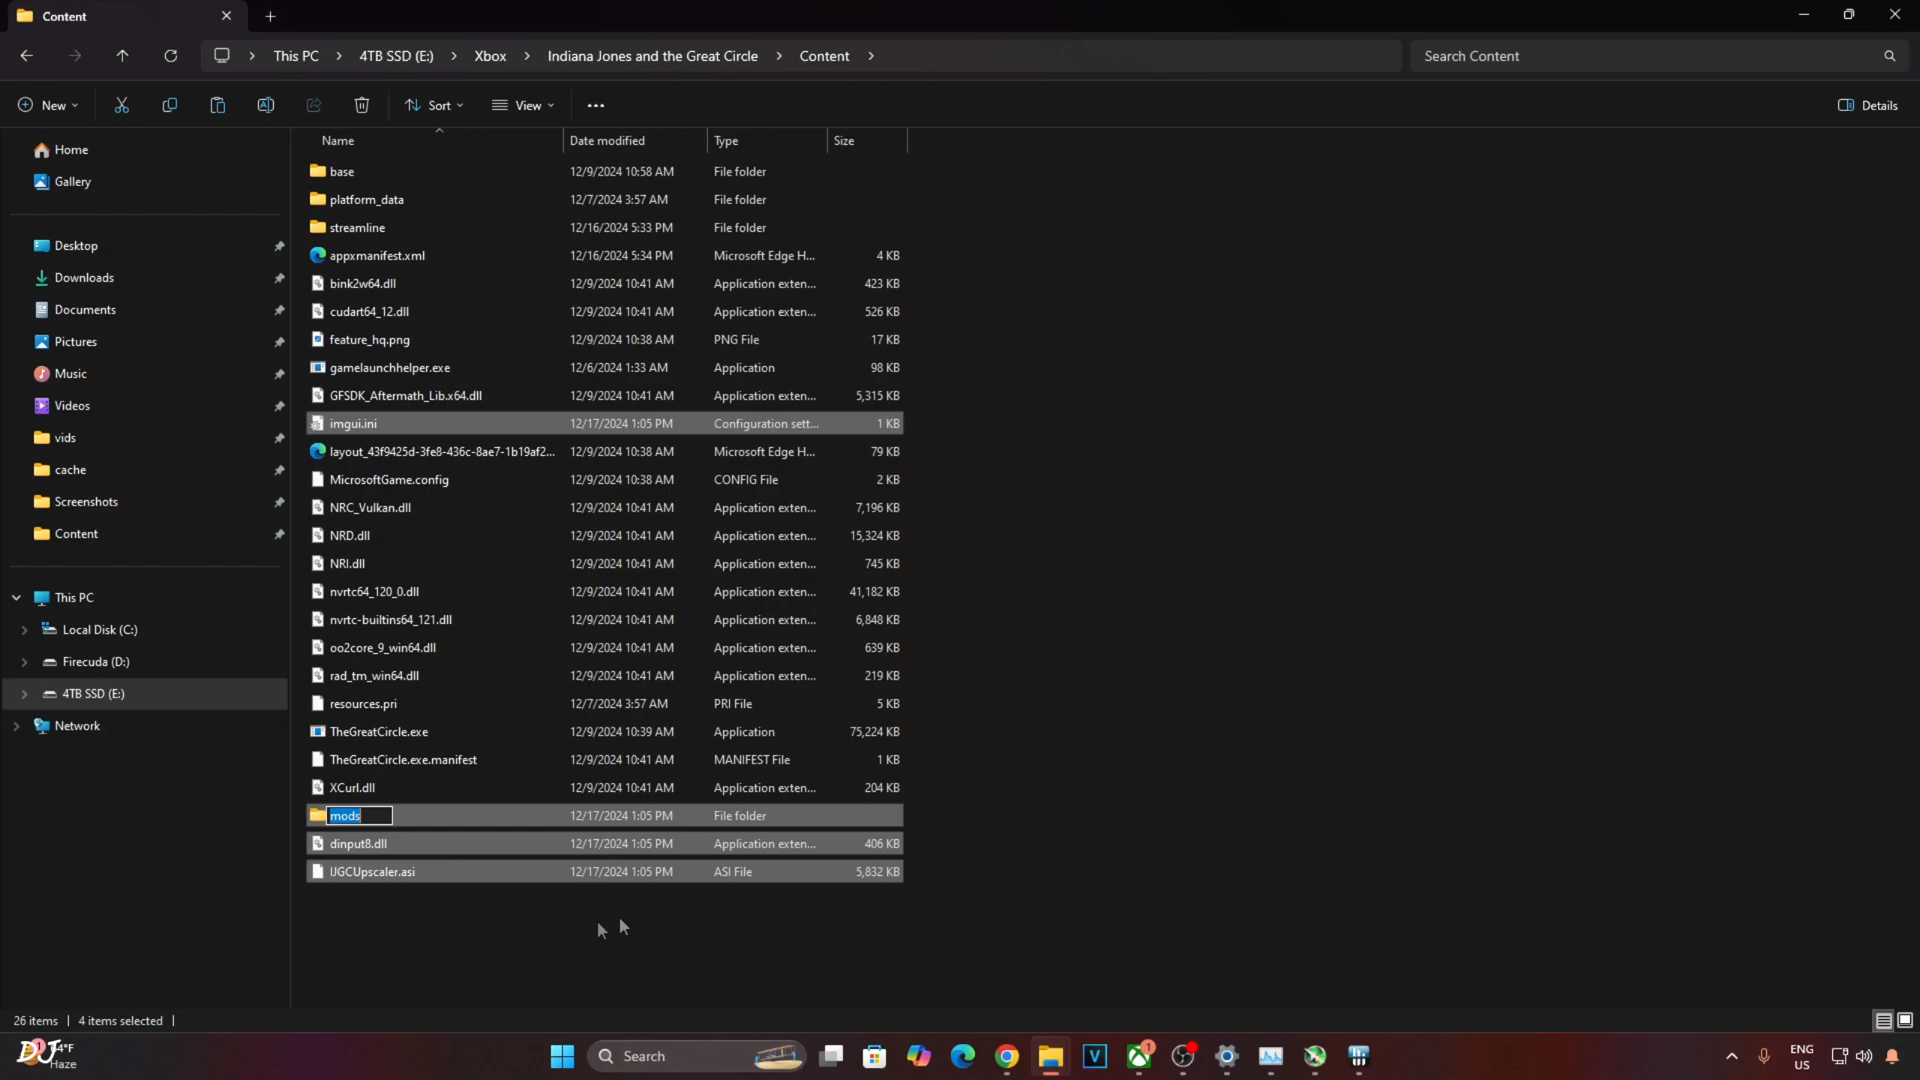 Content
This PC
4TB SSD (E:)
Xbox
Indiana Jones and the Great Circle
Content
Search Content
New
Sort
View
Details
Name
Date modified
Type
Size
base 12/9/2024 10:58 AM File folder
platform_data 12/7/2024 3:57 AM File folder
streamline 12/16/2024 5:33 PM File folder
appxmanifest.xml 12/16/2024 5:34 PM Microsoft Edge H... 4 KB
bink2w64.dll 12/9/2024 10:41 AM Application exten... 423 KB
cudart64_12.dll 12/9/2024 10:41 AM Application exten... 526 KB
feature_hq.png 12/9/2024 10:38 AM PNG File 17 KB
gamelaunchhelper.exe 12/6/2024 1:33 AM Application 98 KB
GFSDK_Aftermath_Lib.x64.dll 12/9/2024 10:41 AM Application exten... 5,315 KB
imgui.ini 12/17/2024 1:05 PM Configuration sett... 1 KB
layout_43f9425d-3fe8-436c-8ae7-1b19af2... 12/9/2024 10:38 AM Microsoft Edge H... 79 KB
MicrosoftGame.config 12/9/2024 10:38 AM CONFIG File 2 KB
NRC_Vulkan.dll 12/9/2024 10:41 AM Application exten... 7,196 KB
NRD.dll 12/9/2024 10:41 AM Application exten... 15,324 KB
NRI.dll 12/9/2024 10:41 AM Application exten... 745 KB
nvrtc64_120_0.dll 12/9/2024 10:41 AM Application exten... 41,182 KB
nvrtc-builtins64_121.dll 12/9/2024 10:41 AM Application exten... 6,848 KB
oo2core_9_win64.dll 12/9/2024 10:41 AM Application exten... 639 KB
rad_tm_win64.dll 12/9/2024 10:41 AM Application exten... 219 KB
resources.pri 12/7/2024 3:57 AM PRI File 5 KB
TheGreatCircle.exe 12/9/2024 10:39 AM Application 75,224 KB
TheGreatCircle.exe.manifest 12/9/2024 10:41 AM MANIFEST File 1 KB
XCurl.dll 12/9/2024 10:41 AM Application exten... 204 KB
mods 12/17/2024 1:05 PM File folder
dinput8.dll 12/17/2024 1:05 PM Application exten... 406 KB
IJGCUpscaler.asi 12/17/2024 1:05 PM ASI File 5,832 KB
Home
Gallery
Desktop
Downloads
Documents
Pictures
Music
Videos
vids
cache
Screenshots
Content
This PC
Local Disk (C:)
Firecuda (D:)
4TB SSD (E:)
Network
26 items
4 items selected
DJ
4°F
Haze
Search
V
1
ENG
US